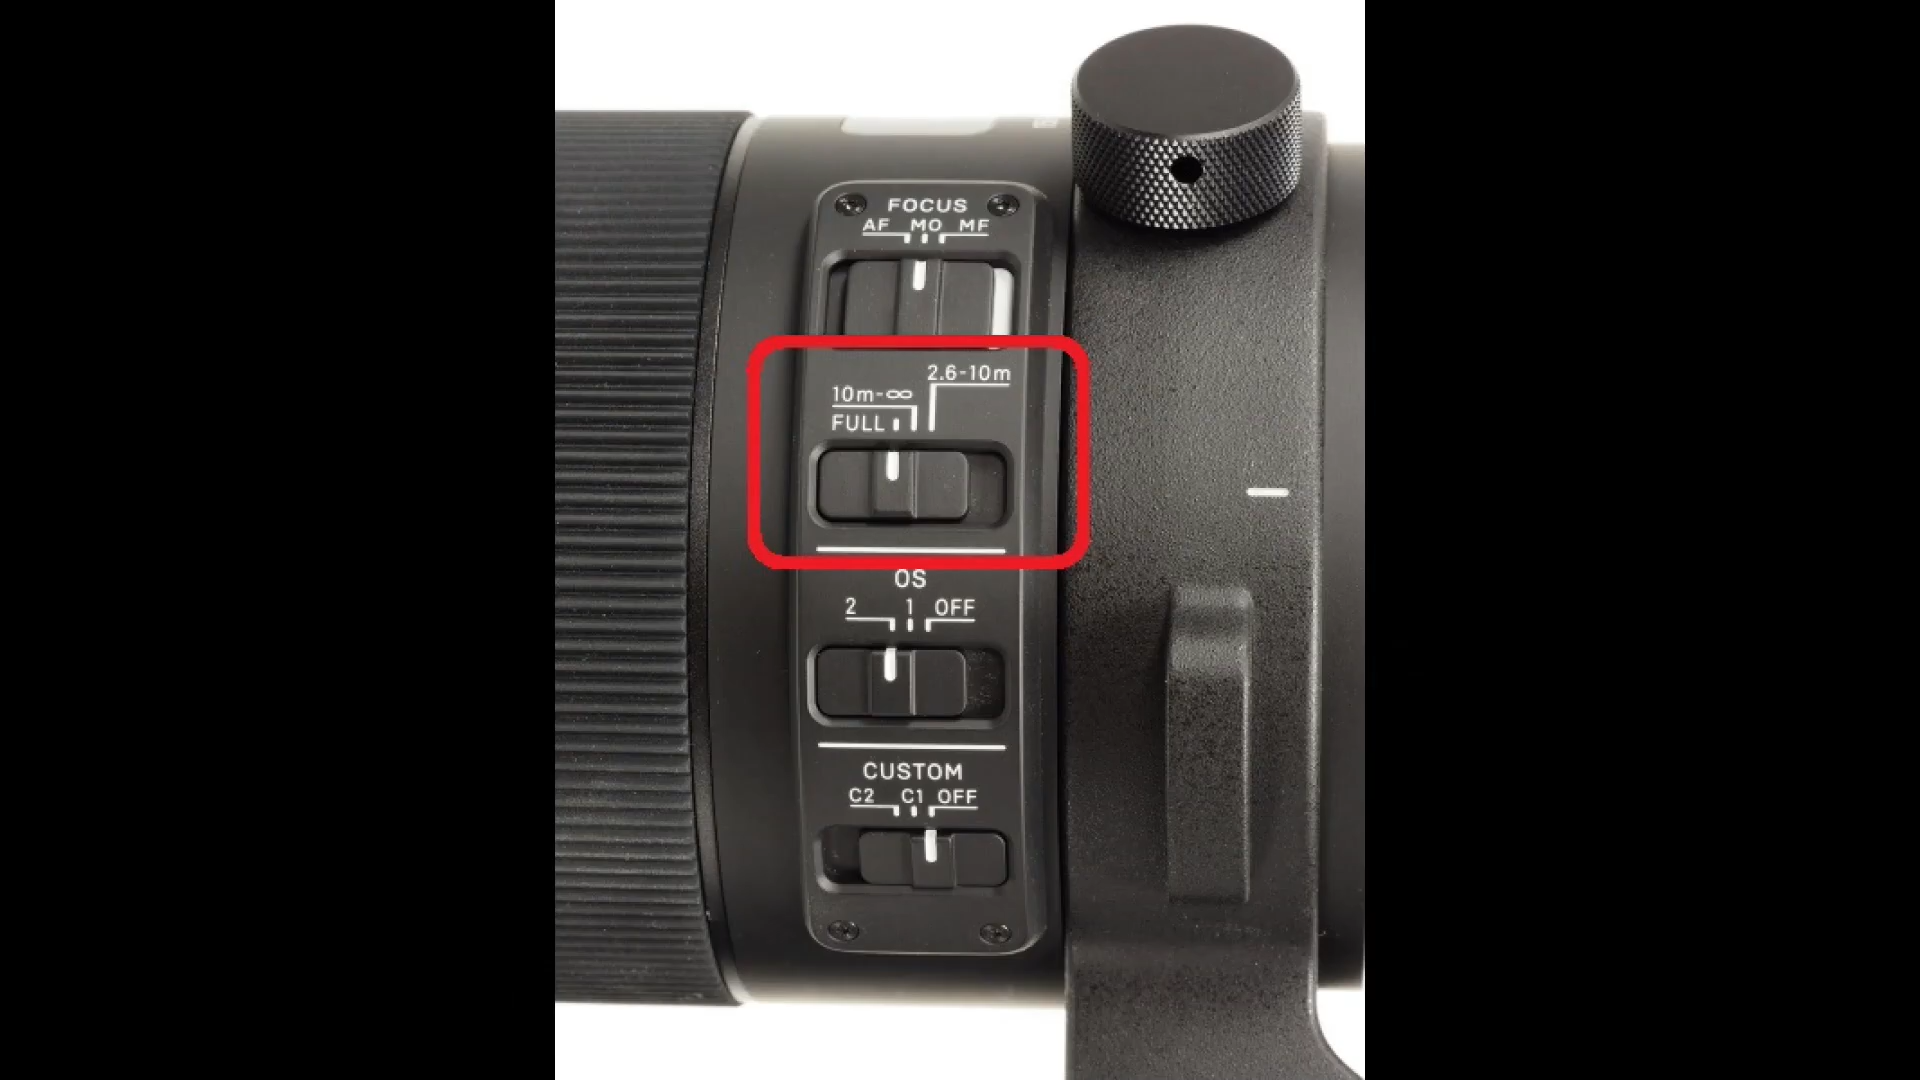 FOCUS
AF MO MF
2.6-10m
10m-∞
FULL
OS
2 1 OFF
CUSTOM
C2 C1 OFF